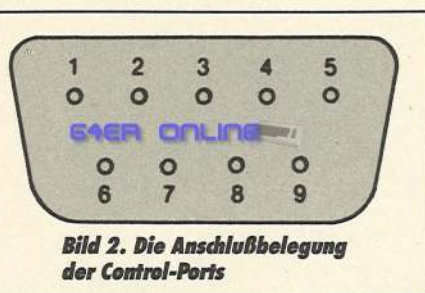 1 2 3 4 5
64ER ONLINE
6 7 8 9
Bild 2. Die Anschlußbelegung
der Control-Ports